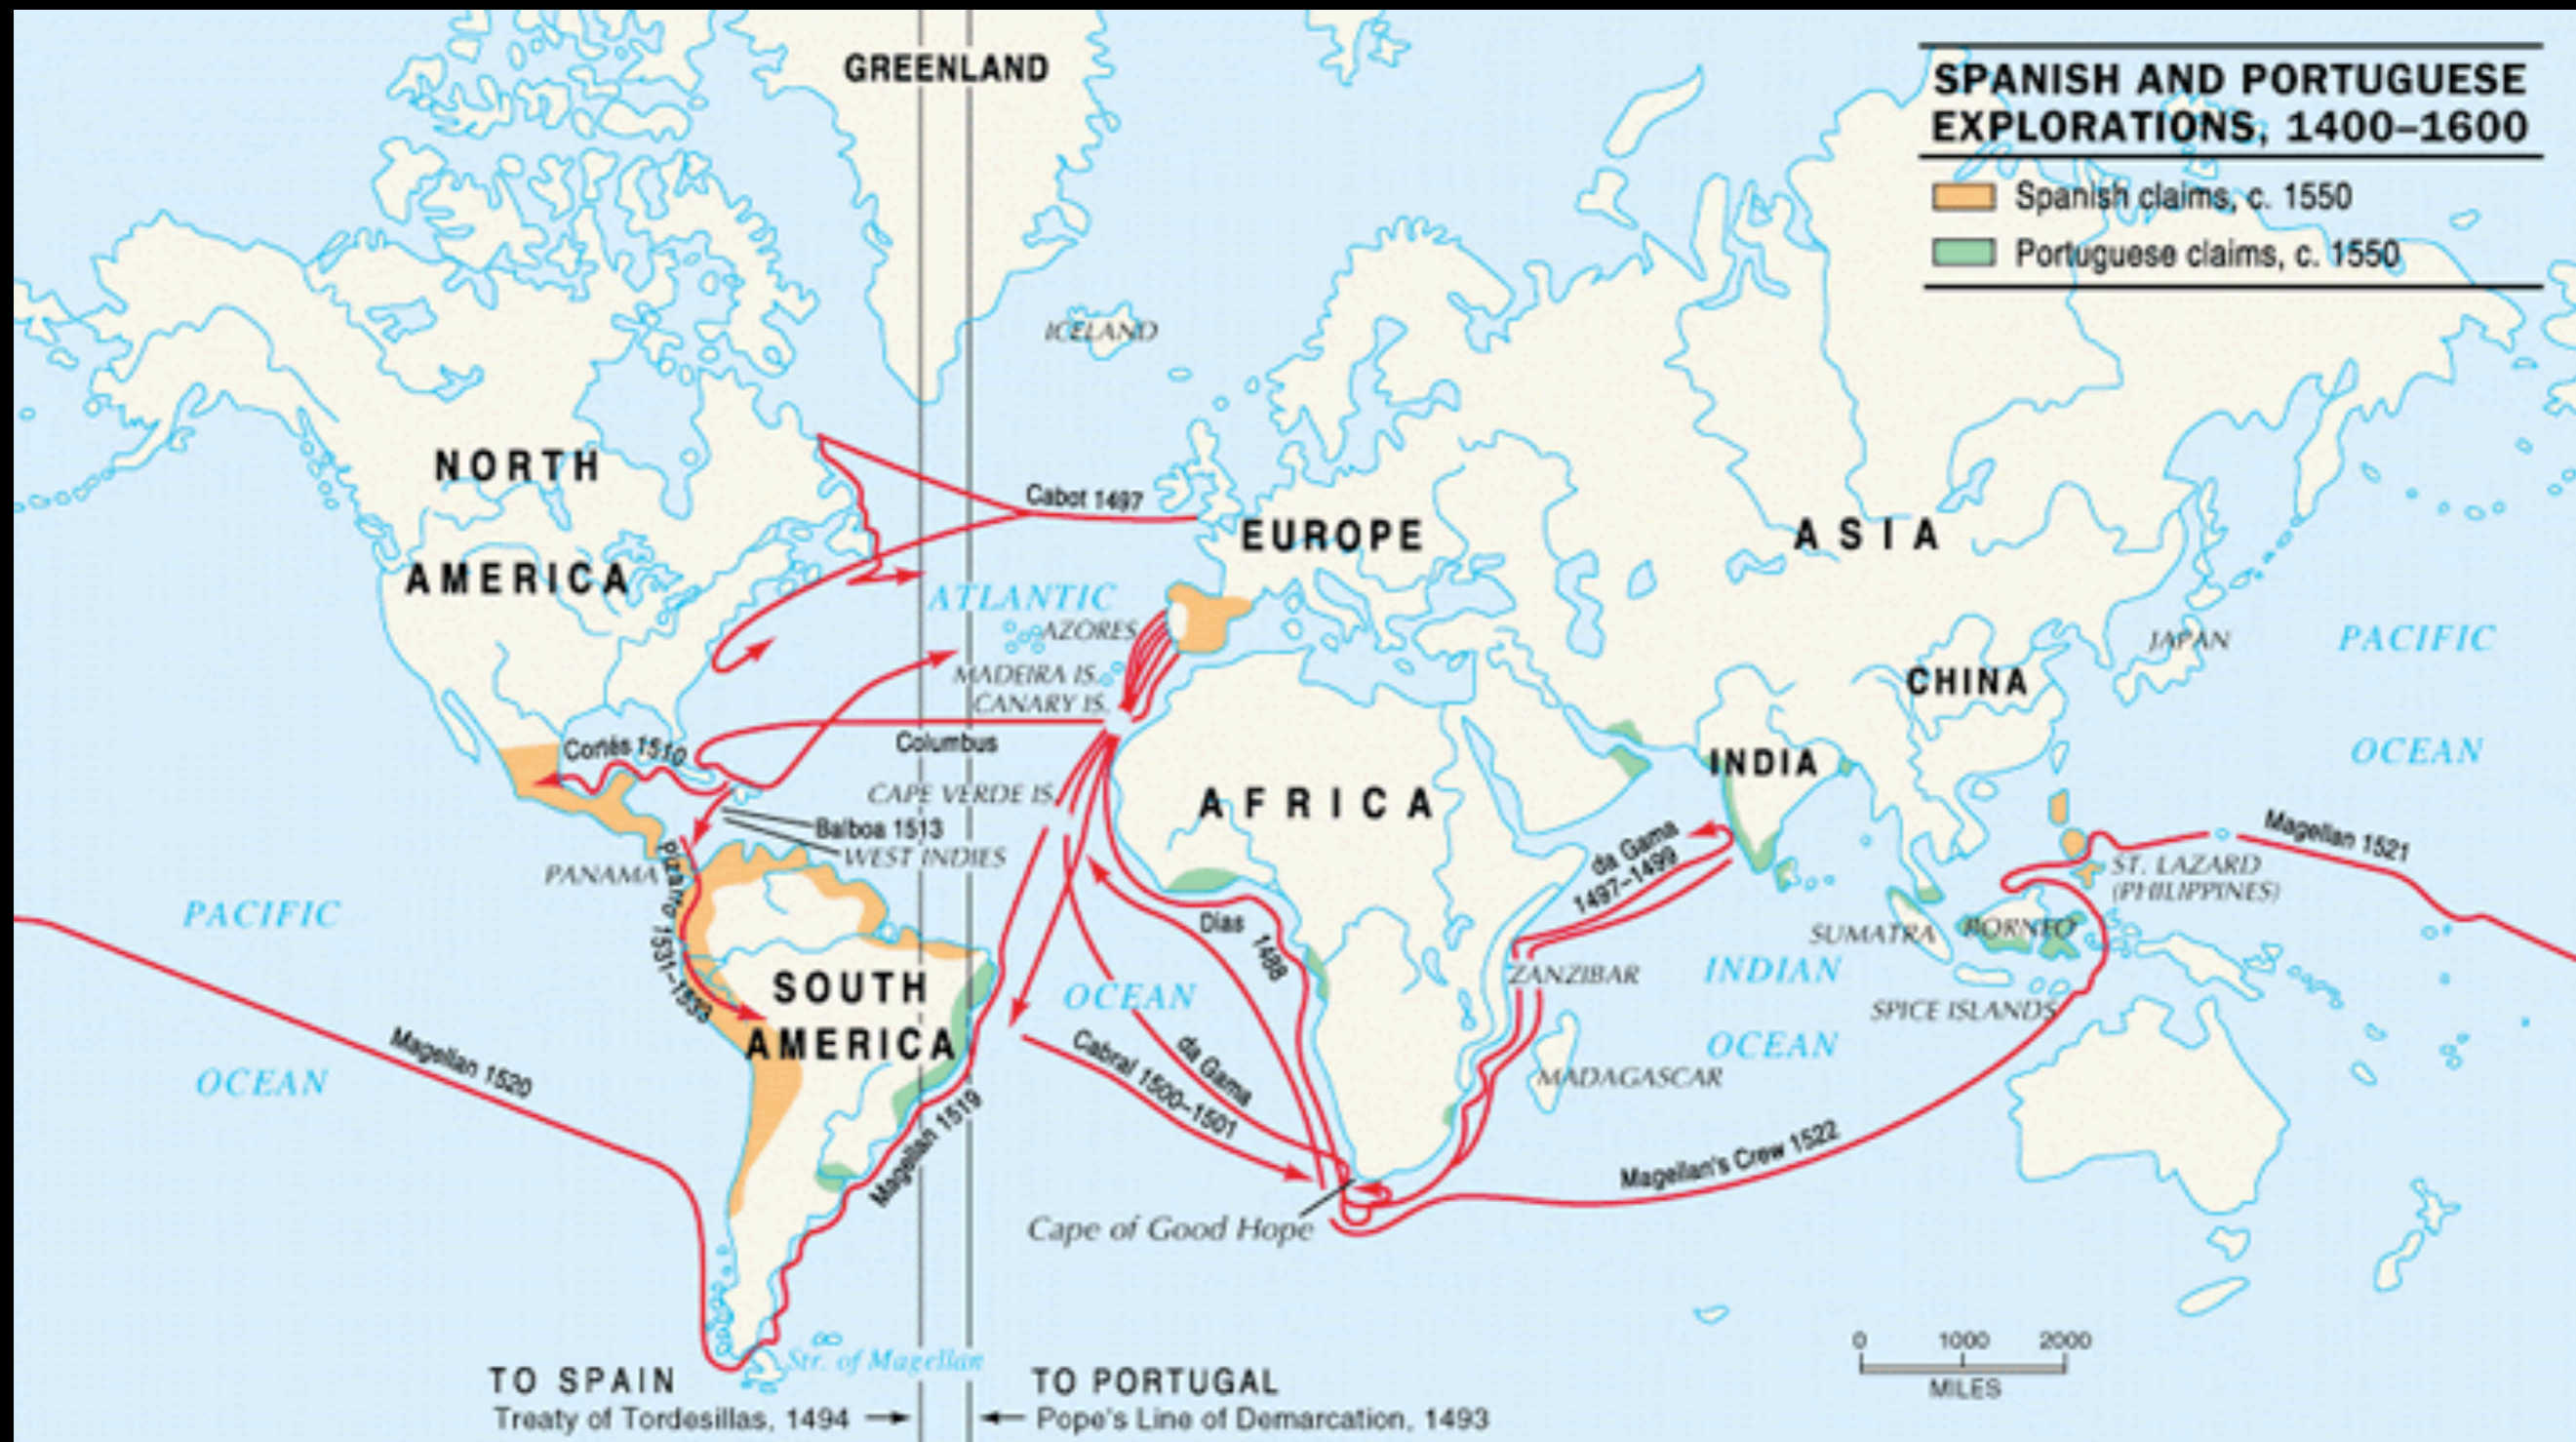 GREENLAND
SPANISH AND PORTUGUESE
EXPLORATIONS, 1400–1600
Spanish claims, c. 1550
Portuguese claims, c. 1550
ICELAND
NORTH
AMERICA
Cabot 1497
EUROPE
ASIA
ATLANTIC
AZORES
MADEIRA IS.
CANARY IS.
JAPAN
PACIFIC
OCEAN
CHINA
Cortés 1510
Columbus
INDIA
CAPE VERDE IS.
AFRICA
Balboa 1513
WEST INDIES
PANAMA
Pizarro 1531–1533
da Gama
1497–1499
Magellan 1521
ST. LAZARD
(PHILIPPINES)
PACIFIC
OCEAN
Dias 1488
SUMATRA
BORNEO
SOUTH
AMERICA
OCEAN
ZANZIBAR
INDIAN
OCEAN
SPICE ISLANDS
Magellan 1520
Cabral 1500–1501
da Gama
MADAGASCAR
Magellan 1519
Magellan's Crew 1522
Cape of Good Hope
Str. of Magellan
0 1000 2000
MILES
TO SPAIN
Treaty of Tordesillas, 1494
TO PORTUGAL
Pope's Line of Demarcation, 1493